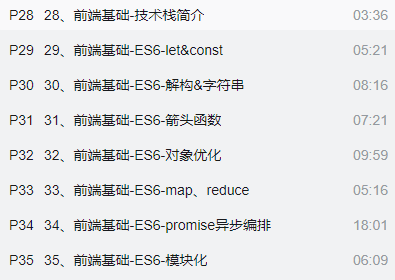 P28 28、前端基础-技术栈简介 03:36
P29 29、前端基础-ES6-let&const 05:21
P30 30、前端基础-ES6-解构&字符串 08:16
P31 31、前端基础-ES6-箭头函数 07:21
P32 32、前端基础-ES6-对象优化 09:59
P33 33、前端基础-ES6-map、reduce 05:16
P34 34、前端基础-ES6-promise异步编排 18:01
P35 35、前端基础-ES6-模块化 06:09